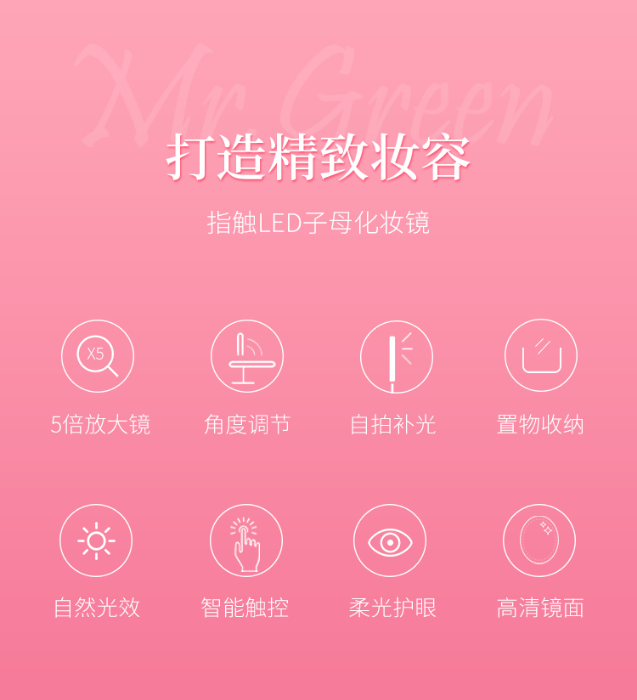 Mr Green
打造精致妆容
指触LED子母化妆镜
X5
5倍放大镜
角度调节
自拍补光
置物收纳
自然光效
智能触控
柔光护眼
高清镜面